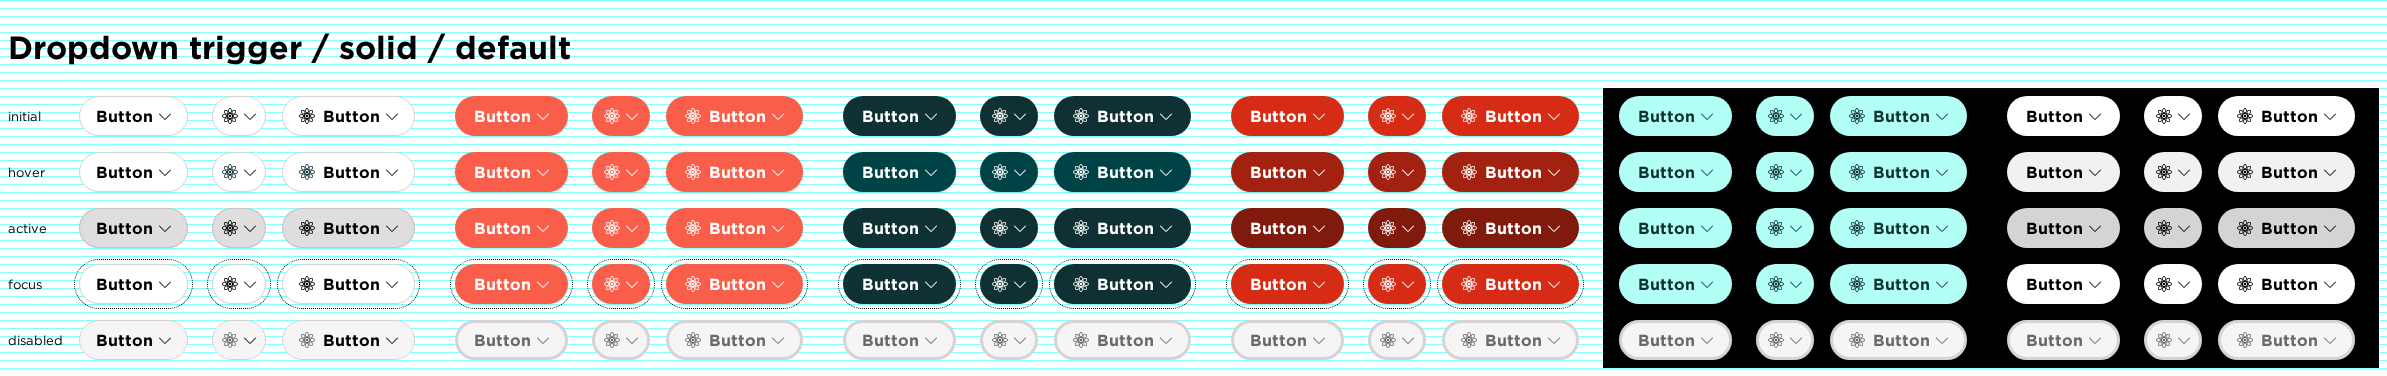 Dropdown trigger / solid / default
initial Button Button Button Button Button Button Button Button Button Button Button Button
hover Button Button Button Button Button Button Button Button Button Button Button Button
active Button Button Button Button Button Button Button Button Button Button Button Button
focus Button Button Button Button Button Button Button Button Button Button Button Button
disabled Button Button Button Button Button Button Button Button Button Button Button Button